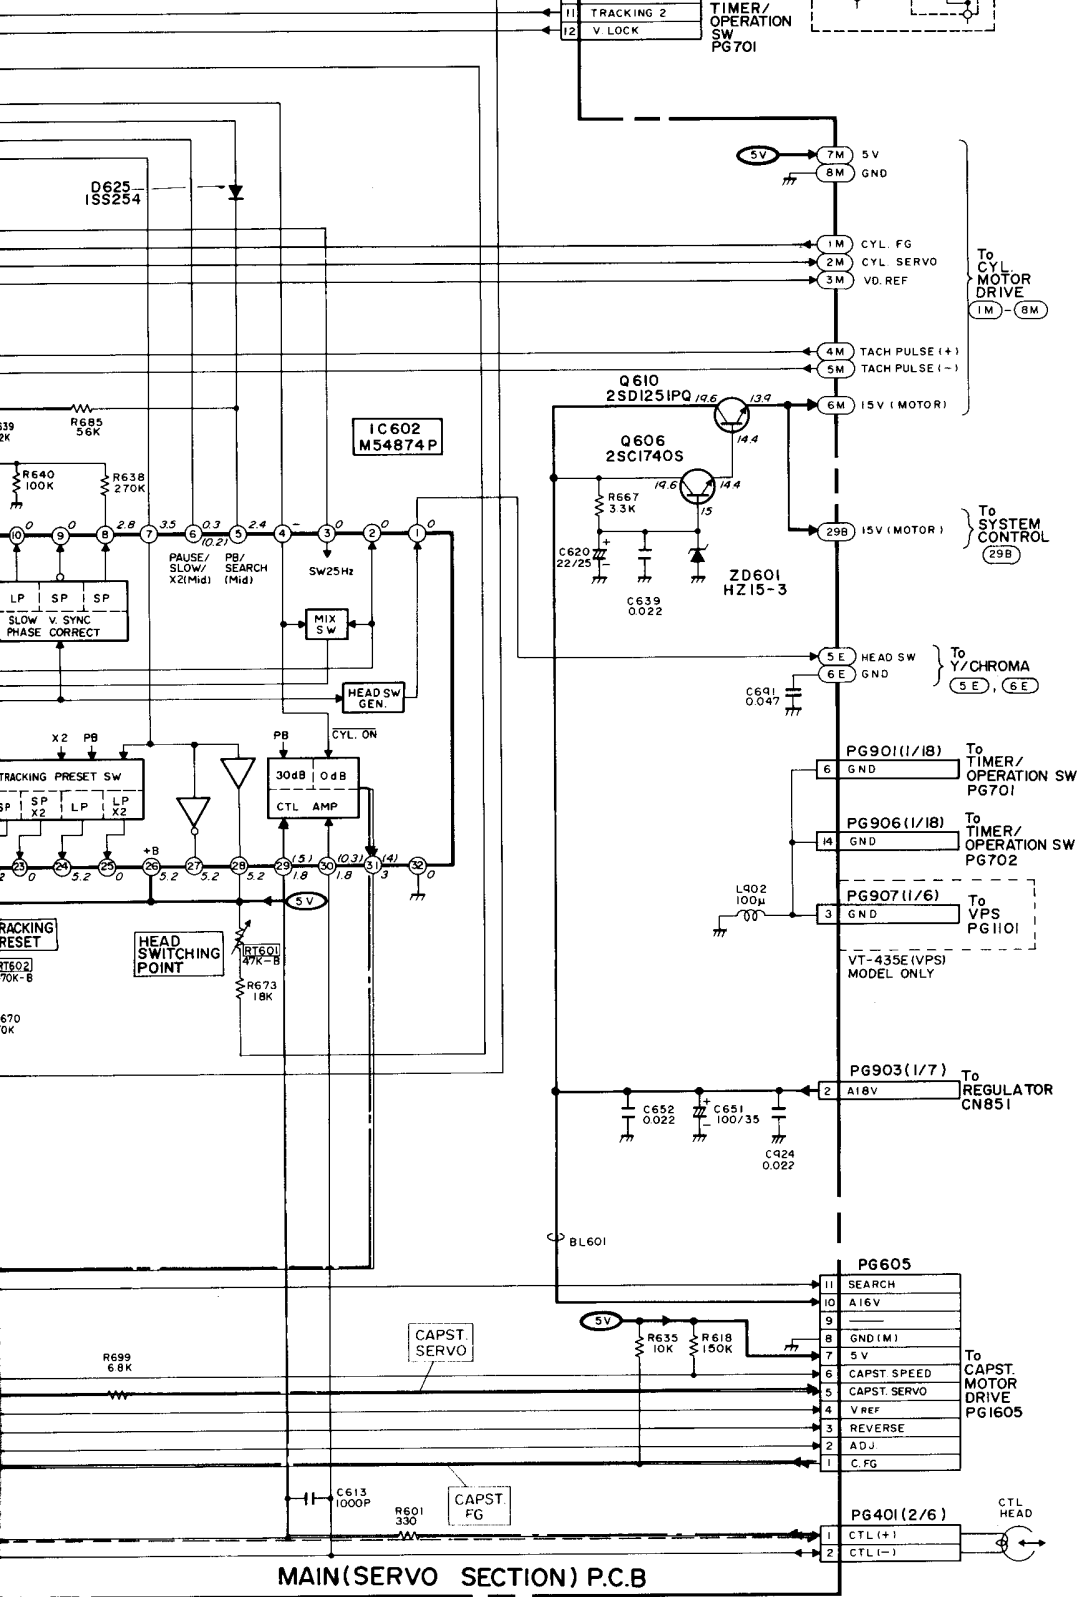 11 TRACKING 2
12 V. LOCK
TIMER/
OPERATION
SW
PG701
5V
7M 5V
8M GND
D625
ISS254
1M CYL. FG
2M CYL. SERVO
3M VD. REF
To
CYL.
MOTOR
DRIVE
1M - 8M
4M TACH PULSE (+)
5M TACH PULSE (-)
Q610
2SD1251PQ 19.6 13.9
14.4
6M 15V (MOTOR)
R685
56K
639
2K
IC602
M54874P
Q606
2SC1740S
19.6 14.4
15
R640
100K
R638
270K
R667
3.3K
To
SYSTEM
CONTROL
29B
29B 15V (MOTOR)
10 0 9 0 8 2.8 7 3.5 6 0.3 (0.2) 5 2.4 4 - 3 0 2 0 1 0
PAUSE/
SLOW/
X2(Mid)
PB/
SEARCH
(Mid)
SW25Hz
C620
22/25
+
-
C639
0.022
ZD601
HZ15-3
LP SP SP
SLOW V. SYNC
PHASE CORRECT
MIX
SW
5E HEAD SW
6E GND
To
Y/CHROMA
5E, 6E
C691
0.047
HEAD SW
GEN.
X2 PB
PB
CYL. ON
TRACKING PRESET SW
SP SP X2 LP LP X2
30dB 0dB
CTL AMP
PG901(1/18)
6 GND
To
TIMER/
OPERATION SW
PG701
PG906(1/18)
14 GND
To
TIMER/
OPERATION SW
PG702
+B
23 0 24 5.2 25 0 26 5.2 27 5.2 28 5.2 29 (.5) 1.8 30 (0.3) 1.8 31 (4) 3 32 0
5V
L902
100μ
PG907(1/6)
3 GND
To
VPS
PG1101
VT-435E(VPS)
MODEL ONLY
RACKING
RESET
HEAD
SWITCHING
POINT
RT601
47K-B
RT602
70K-B
R673
18K
670
0K
PG903(1/7)
2 A18V
To
REGULATOR
CN851
C652
0.022
+
-
C651
100/35
C924
0.022
BL601
PG605
11 SEARCH
10 A16V
9
8 GND(M)
7 5V
6 CAPST. SPEED
5 CAPST. SERVO
4 V REF
3 REVERSE
2 ADJ.
1 C. FG
To
CAPST.
MOTOR
DRIVE
PG1605
5V
R635
10K
R618
150K
CAPST.
SERVO
R699
6.8K
C613
1000P
CAPST.
FG
R601
330
PG401(2/6)
1 CTL(+)
2 CTL(-)
CTL
HEAD
MAIN(SERVO SECTION) P.C.B